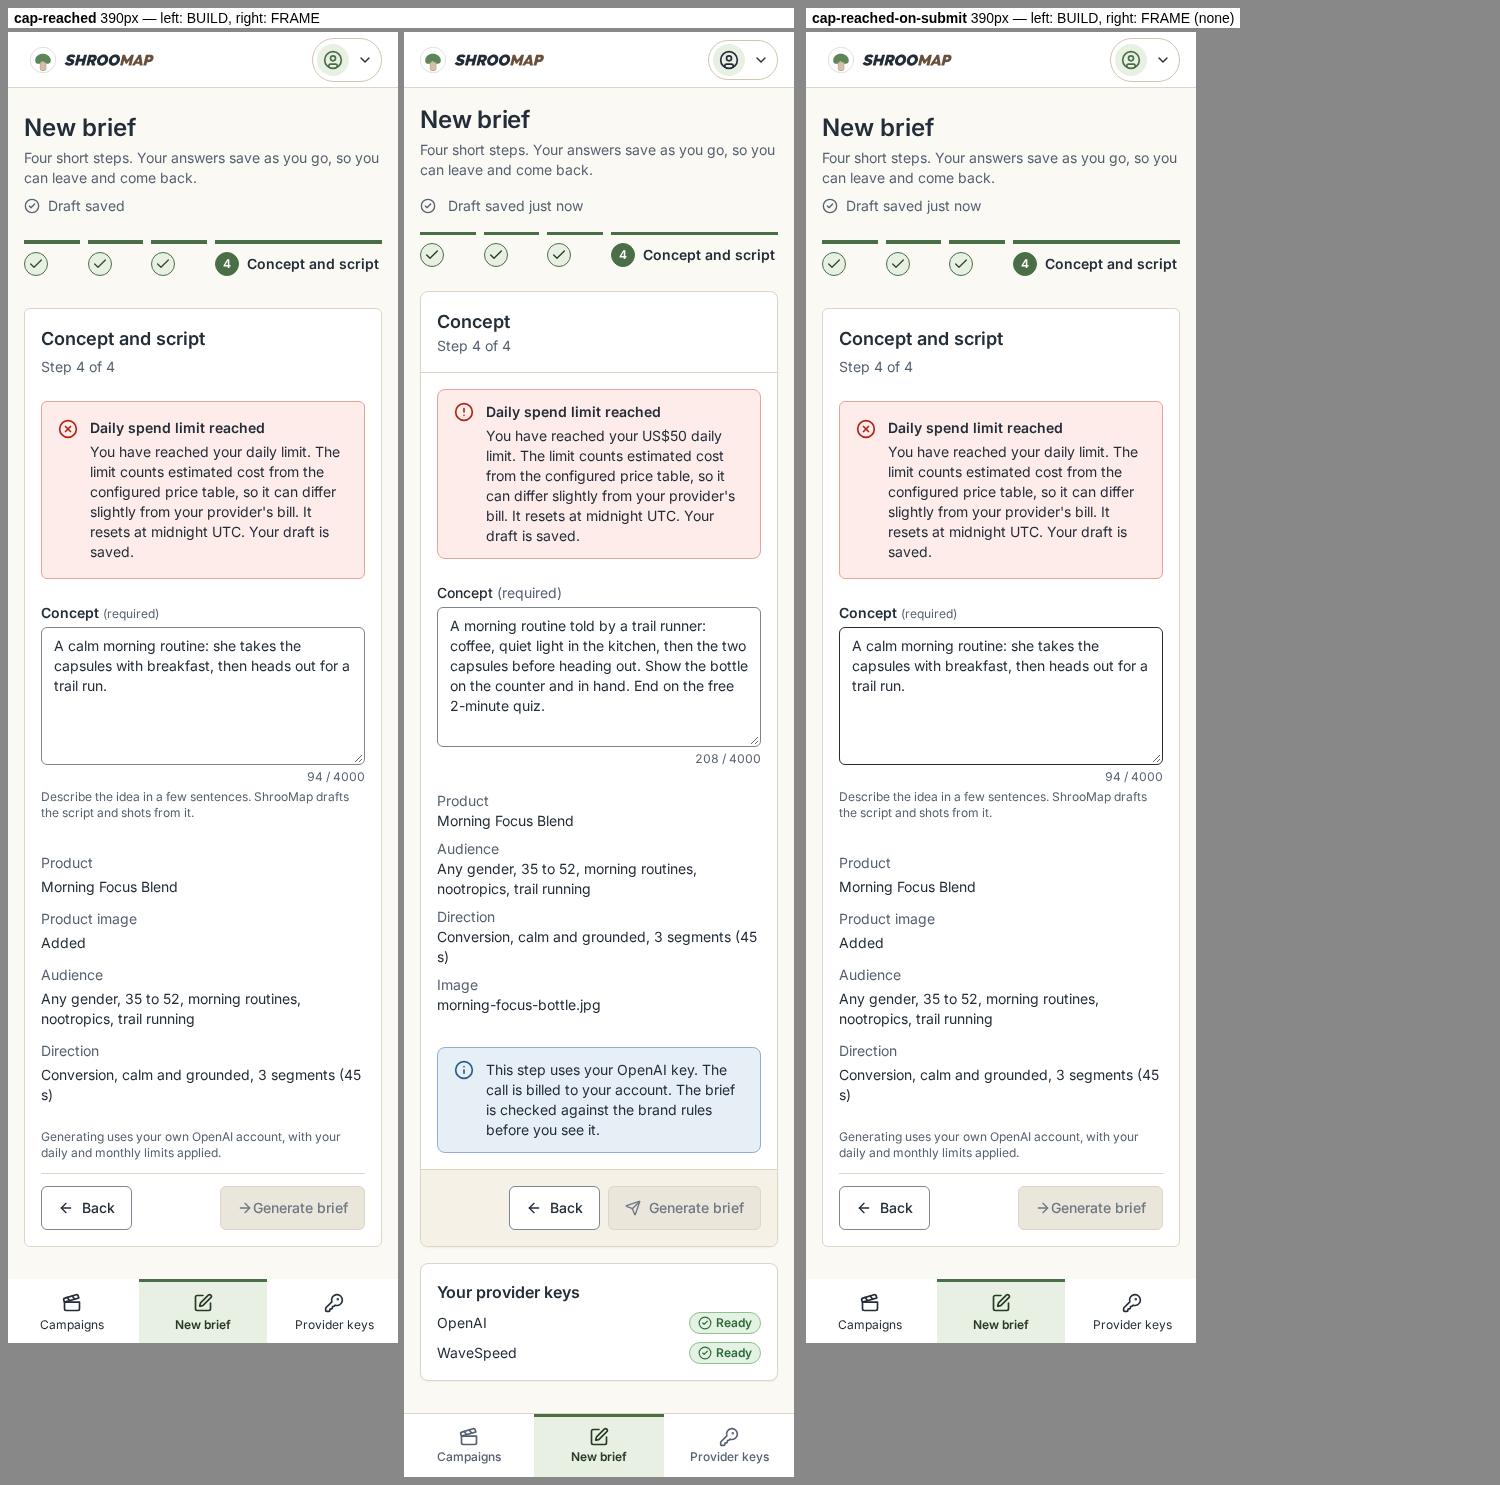 cap-reached 390px — left: BUILD, right: FRAME
SHROOMAP
New brief
Four short steps. Your answers save as you go, so you
can leave and come back.
Draft saved
4 Concept and script
Concept and script
Step 4 of 4
Daily spend limit reached
You have reached your daily limit. The
limit counts estimated cost from the
configured price table, so it can differ
slightly from your provider's bill. It
resets at midnight UTC. Your draft is
saved.
Concept (required)
A calm morning routine: she takes the
capsules with breakfast, then heads out for a
trail run.
94 / 4000
Describe the idea in a few sentences. ShrooMap drafts
the script and shots from it.
Product
Morning Focus Blend
Product image
Added
Audience
Any gender, 35 to 52, morning routines,
nootropics, trail running
Direction
Conversion, calm and grounded, 3 segments (45
s)
Generating uses your own OpenAI account, with your
daily and monthly limits applied.
Back
Generate brief
Campaigns
New brief
Provider keys
SHROOMAP
New brief
Four short steps. Your answers save as you go, so you
can leave and come back.
Draft saved just now
4 Concept and script
Concept
Step 4 of 4
Daily spend limit reached
You have reached your US$50 daily
limit. The limit counts estimated cost
from the configured price table, so it
can differ slightly from your provider's
bill. It resets at midnight UTC. Your
draft is saved.
Concept (required)
A morning routine told by a trail runner:
coffee, quiet light in the kitchen, then the two
capsules before heading out. Show the bottle
on the counter and in hand. End on the free
2-minute quiz.
208 / 4000
Product
Morning Focus Blend
Audience
Any gender, 35 to 52, morning routines,
nootropics, trail running
Direction
Conversion, calm and grounded, 3 segments (45
s)
Image
morning-focus-bottle.jpg
This step uses your OpenAI key. The
call is billed to your account. The brief
is checked against the brand rules
before you see it.
Back
Generate brief
Your provider keys
OpenAI
Ready
WaveSpeed
Ready
Campaigns
New brief
Provider keys
cap-reached-on-submit 390px — left: BUILD, right: FRAME (none)
SHROOMAP
New brief
Four short steps. Your answers save as you go, so you
can leave and come back.
Draft saved just now
4 Concept and script
Concept and script
Step 4 of 4
Daily spend limit reached
You have reached your daily limit. The
limit counts estimated cost from the
configured price table, so it can differ
slightly from your provider's bill. It
resets at midnight UTC. Your draft is
saved.
Concept (required)
A calm morning routine: she takes the
capsules with breakfast, then heads out for a
trail run.
94 / 4000
Describe the idea in a few sentences. ShrooMap drafts
the script and shots from it.
Product
Morning Focus Blend
Product image
Added
Audience
Any gender, 35 to 52, morning routines,
nootropics, trail running
Direction
Conversion, calm and grounded, 3 segments (45
s)
Generating uses your own OpenAI account, with your
daily and monthly limits applied.
Back
Generate brief
Campaigns
New brief
Provider keys